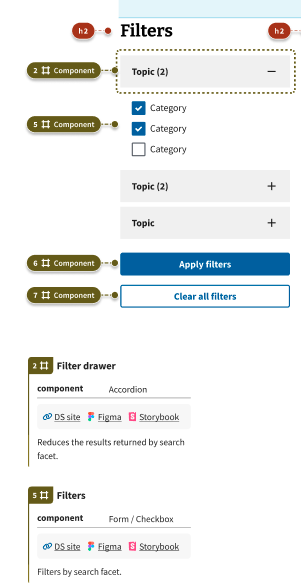 h2 Filters h2
2 Component Topic (2)
5 Component Category
Category
Category
Topic (2)
Topic
6 Component Apply filters
7 Component Clear all filters
2 Filter drawer
component Accordion
DS site Figma Storybook
Reduces the results returned by search
facet.
5 Filters
component Form / Checkbox
DS site Figma Storybook
Filters by search facet.